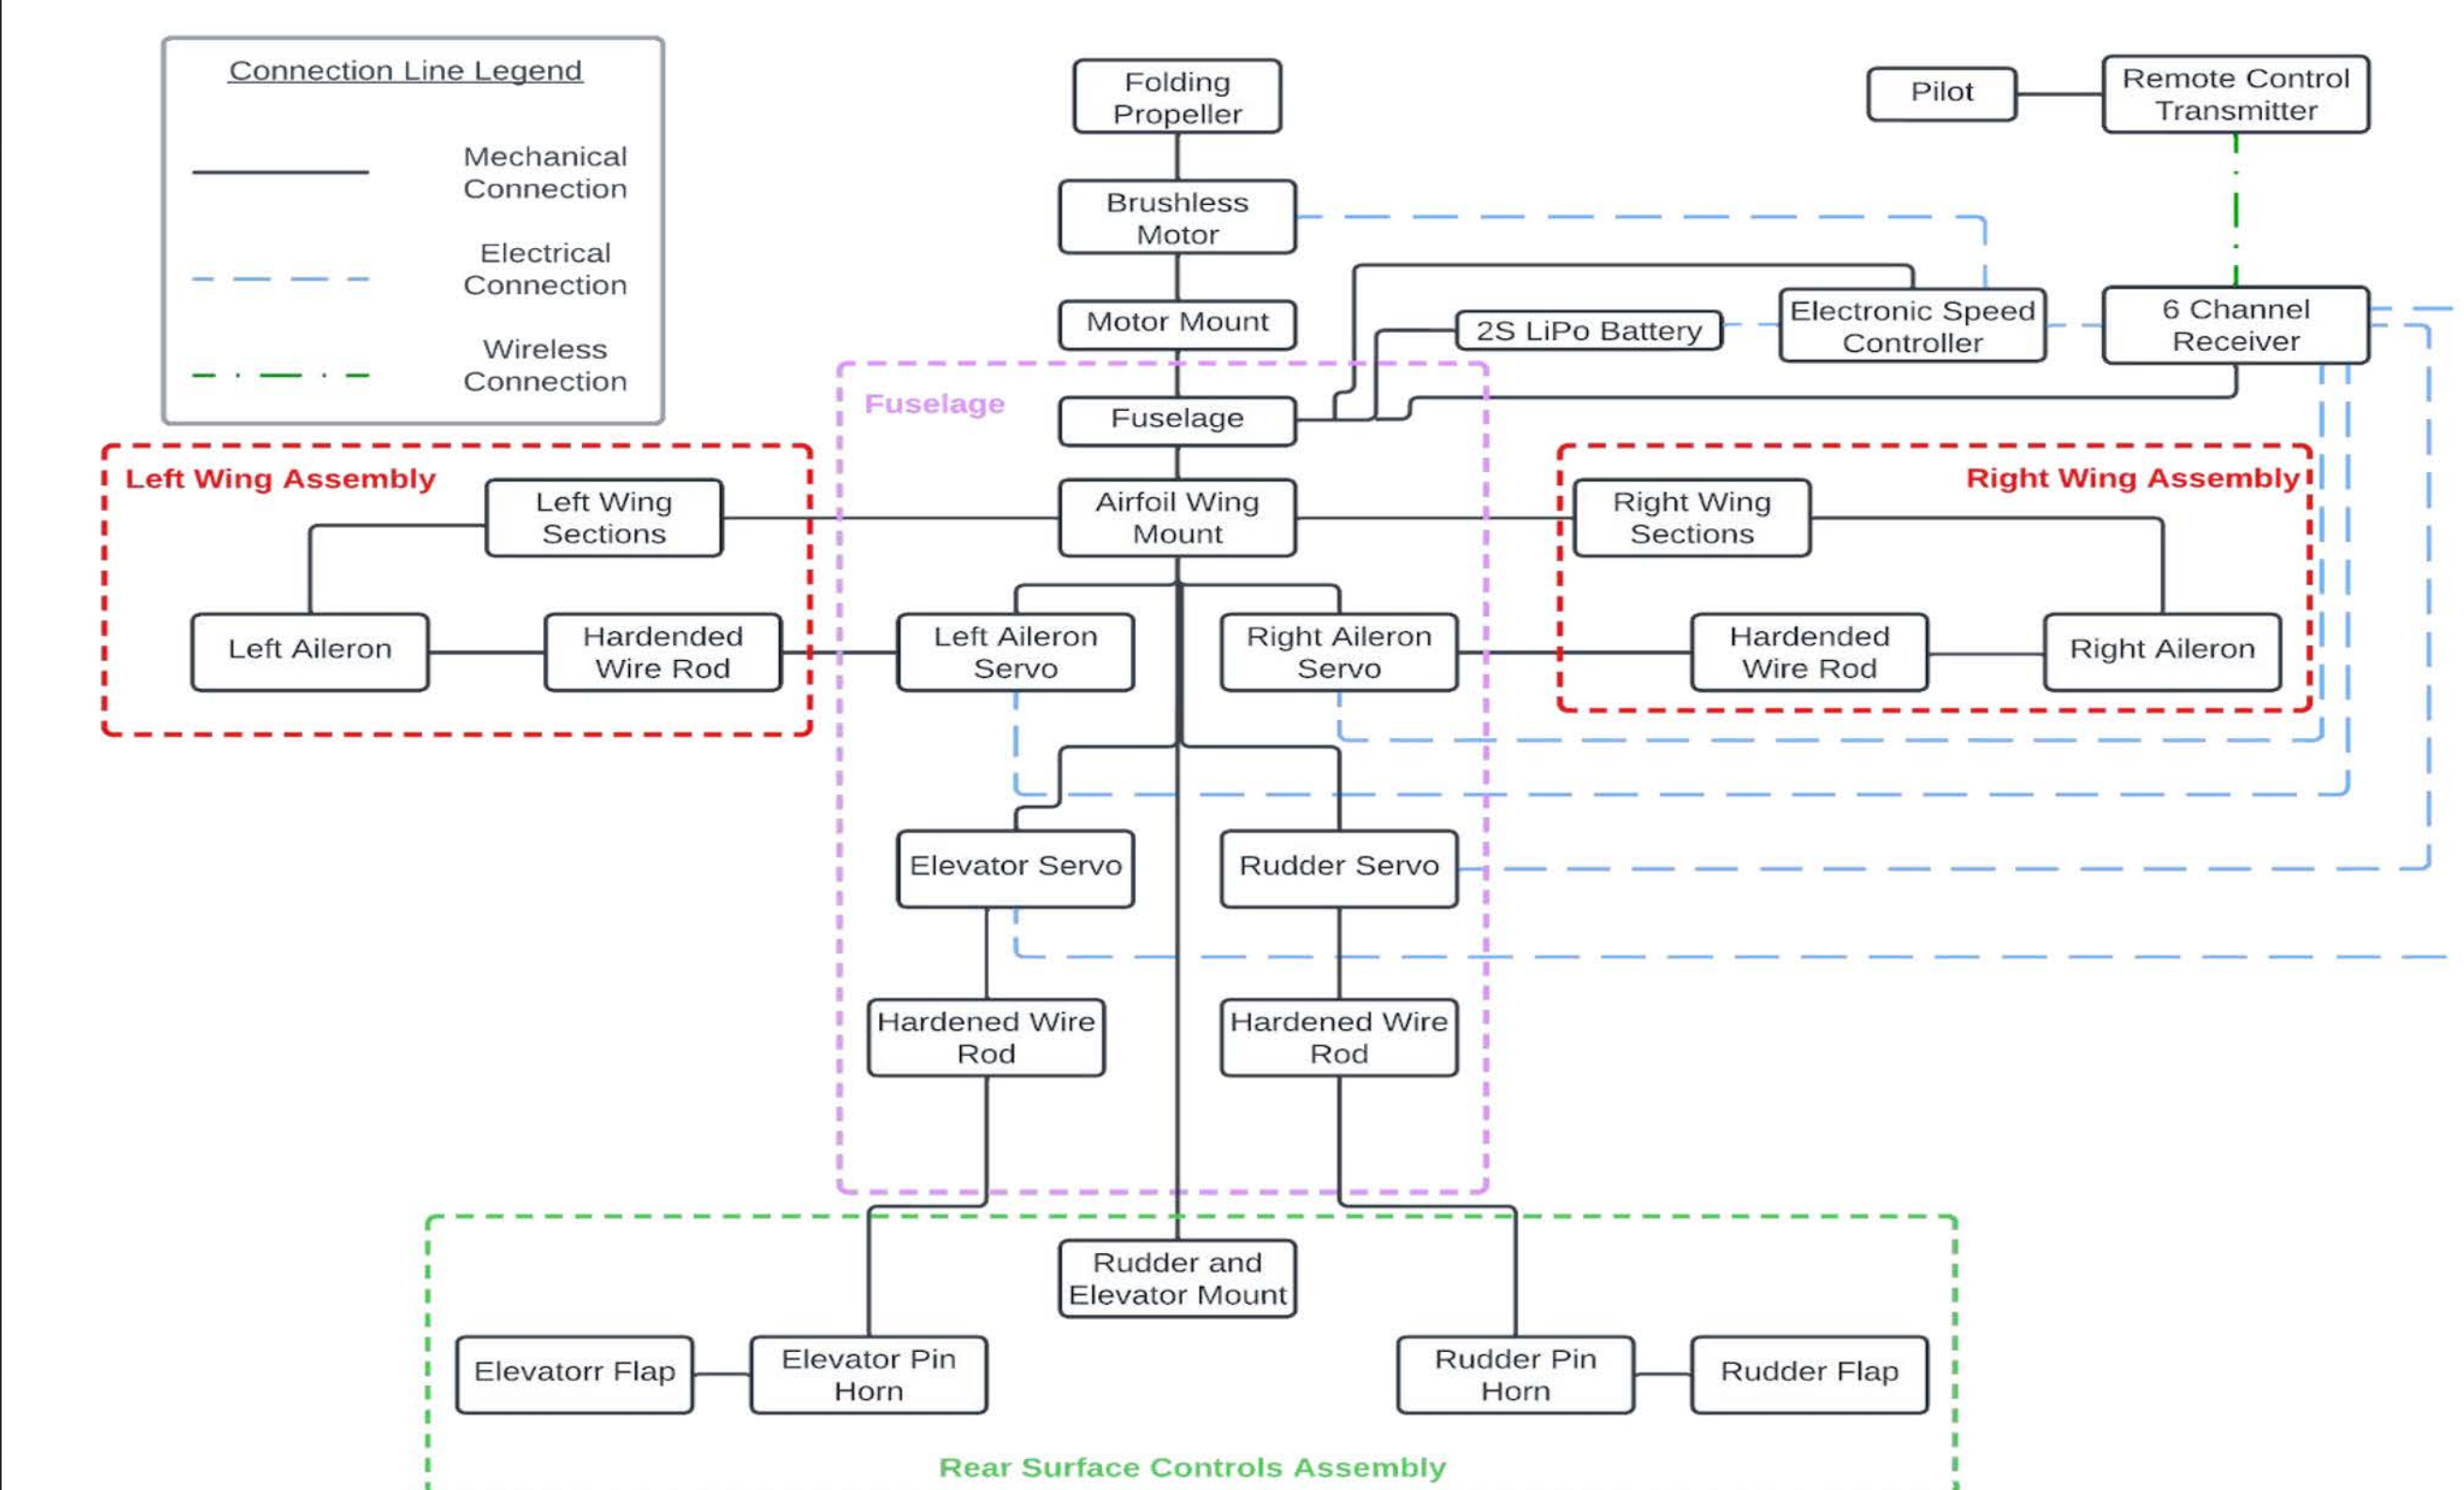 Connection Line Legend
Mechanical
Connection
Electrical
Connection
Wireless
Connection
Folding
Propeller
Pilot
Remote Control
Transmitter
Brushless
Motor
Motor Mount
2S LiPo Battery
Electronic Speed
Controller
6 Channel
Receiver
Fuselage
Fuselage
Left Wing Assembly
Left Wing
Sections
Airfoil Wing
Mount
Right Wing
Sections
Right Wing Assembly
Left Aileron
Hardended
Wire Rod
Left Aileron
Servo
Right Aileron
Servo
Hardended
Wire Rod
Right Aileron
Elevator Servo
Rudder Servo
Hardened Wire
Rod
Hardened Wire
Rod
Rudder and
Elevator Mount
Elevatorr Flap
Elevator Pin
Horn
Rudder Pin
Horn
Rudder Flap
Rear Surface Controls Assembly